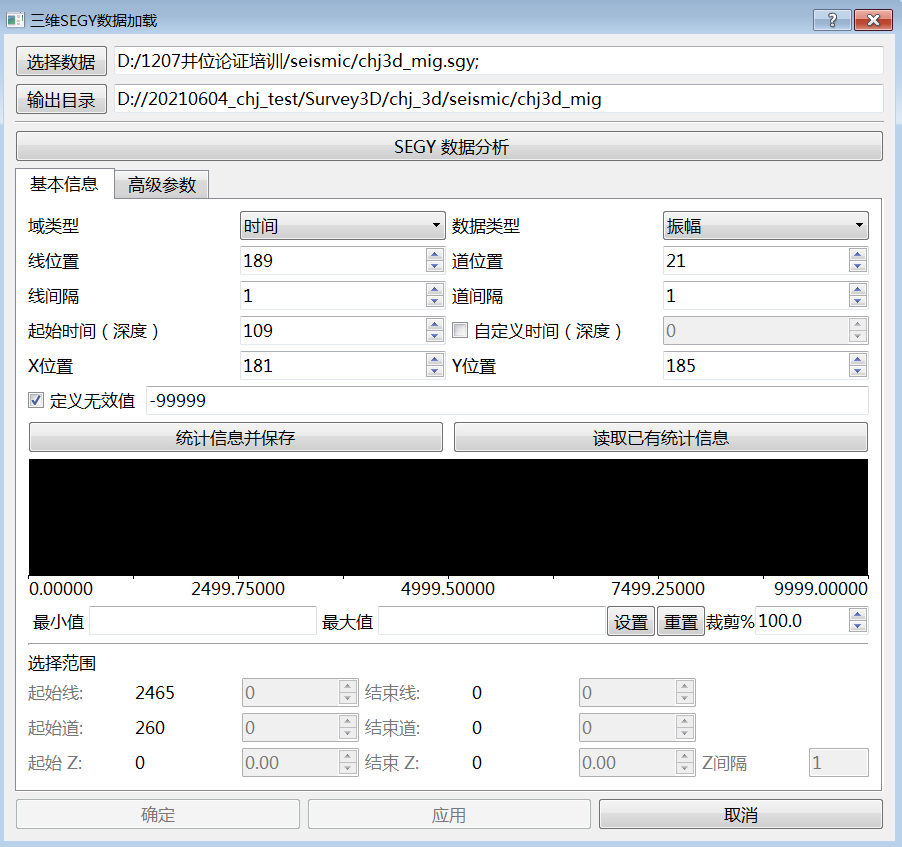 三维SEGY数据加载
选择数据 D:/1207井位论证培训/seismic/chj3d_mig.sgy;
输出目录 D://20210604_chj_test/Survey3D/chj_3d/seismic/chj3d_mig
SEGY 数据分析
基本信息 高级参数
域类型 时间 数据类型 振幅
线位置 189 道位置 21
线间隔 1 道间隔 1
起始时间（深度） 109 自定义时间（深度） 0
X位置 181 Y位置 185
定义无效值 -99999
统计信息并保存 读取已有统计信息
0.00000 2499.75000 4999.50000 7499.25000 9999.00000
最小值 最大值 设置 重置 裁剪% 100.0
选择范围
起始线: 2465 0 结束线: 0 0
起始道: 260 0 结束道: 0 0
起始 Z: 0 0.00 结束 Z: 0 0.00 Z间隔 1
确定 应用 取消